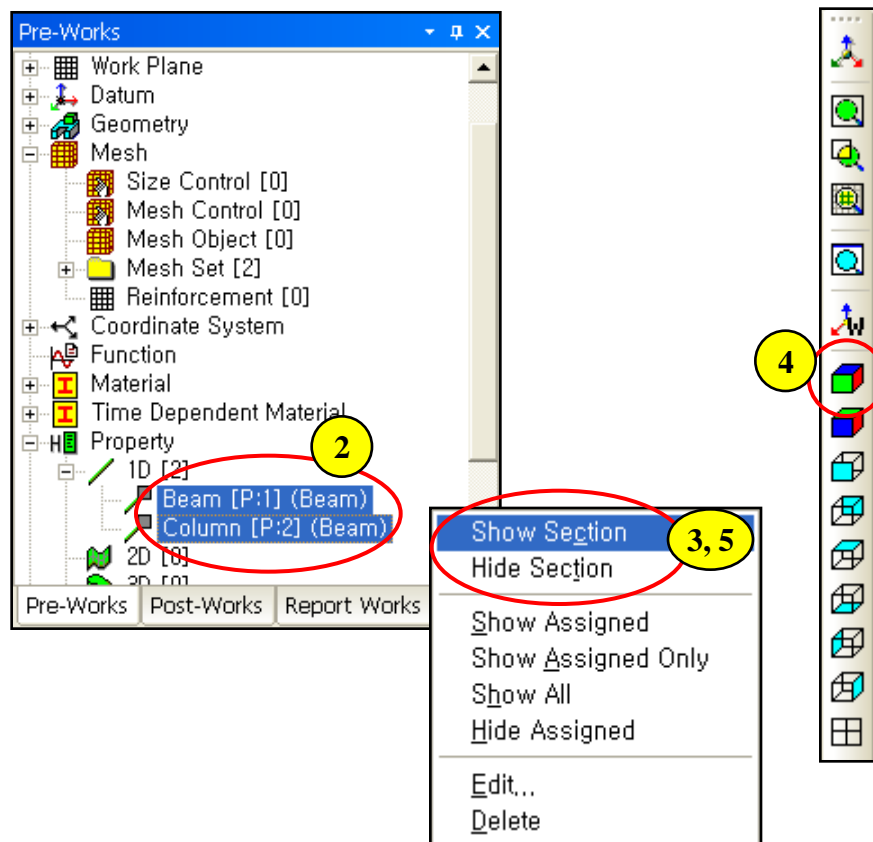 Pre-Works
Work Plane
Datum
Geometry
Mesh
Size Control [0]
Mesh Control [0]
Mesh Object [0]
Mesh Set [2]
Reinforcement [0]
Coordinate System
Function
Material
Time Dependent Material
Property
1D [2]
Beam [P:1] (Beam)
Column [P:2] (Beam)
2D [0]
3D [0]
Pre-Works Post-Works Report Works
2
Show Section
Hide Section
3, 5
Show Assigned
Show Assigned Only
Show All
Hide Assigned
Edit...
Delete
W
4